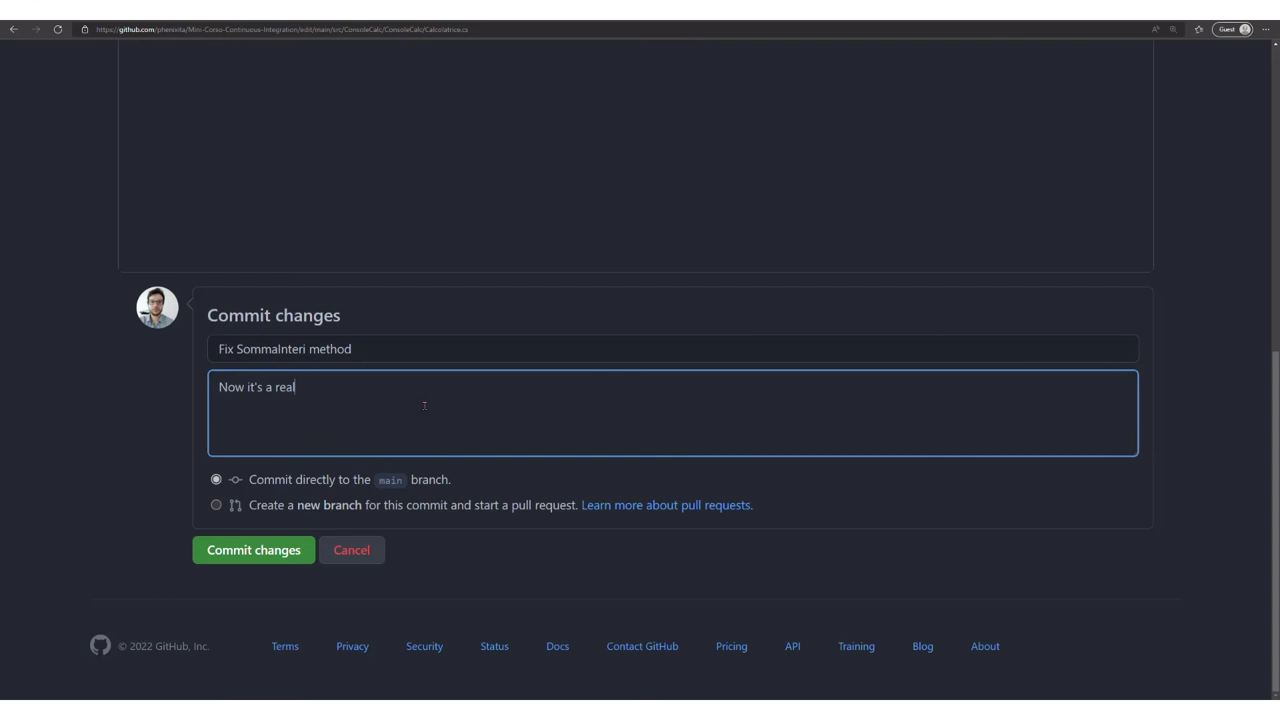 https://github.com/phenixita/Mini-Corso-Continuous-Integration/edit/main/src/ConsoleCalc/ConsoleCalc/Calcolatrice.cs
Guest
Commit changes
Fix SommaInteri method
Now it's a real
Commit directly to the main branch.
Create a new branch for this commit and start a pull request. Learn more about pull requests.
Commit changes
Cancel
© 2022 GitHub, Inc.
Terms
Privacy
Security
Status
Docs
Contact GitHub
Pricing
API
Training
Blog
About